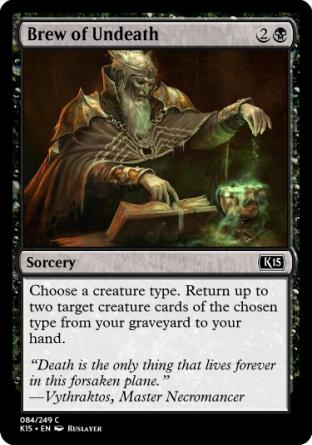 Brew of Undeath 2
Sorcery K15
Choose a creature type. Return up to
two target creature cards of the chosen
type from your graveyard to your
hand.
“Death is the only thing that lives forever
in this forsaken plane.”
—Vythraktos, Master Necromancer
084/249 C
K15 • EN RUSLAYER